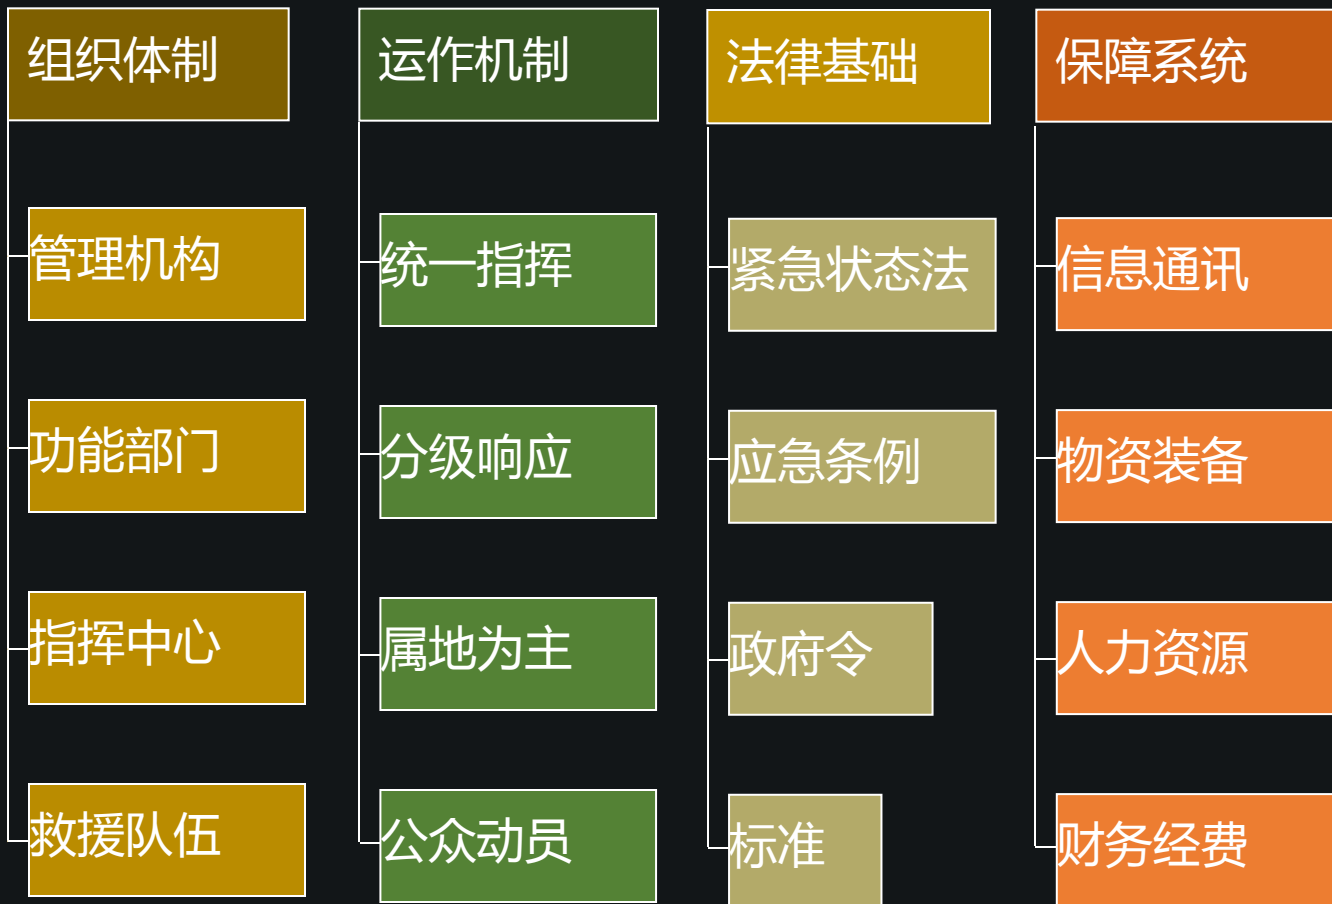 组织体制
管理机构
功能部门
指挥中心
救援队伍
运作机制
统一指挥
分级响应
属地为主
公众动员
法律基础
紧急状态法
应急条例
政府令
标准
保障系统
信息通讯
物资装备
人力资源
财务经费